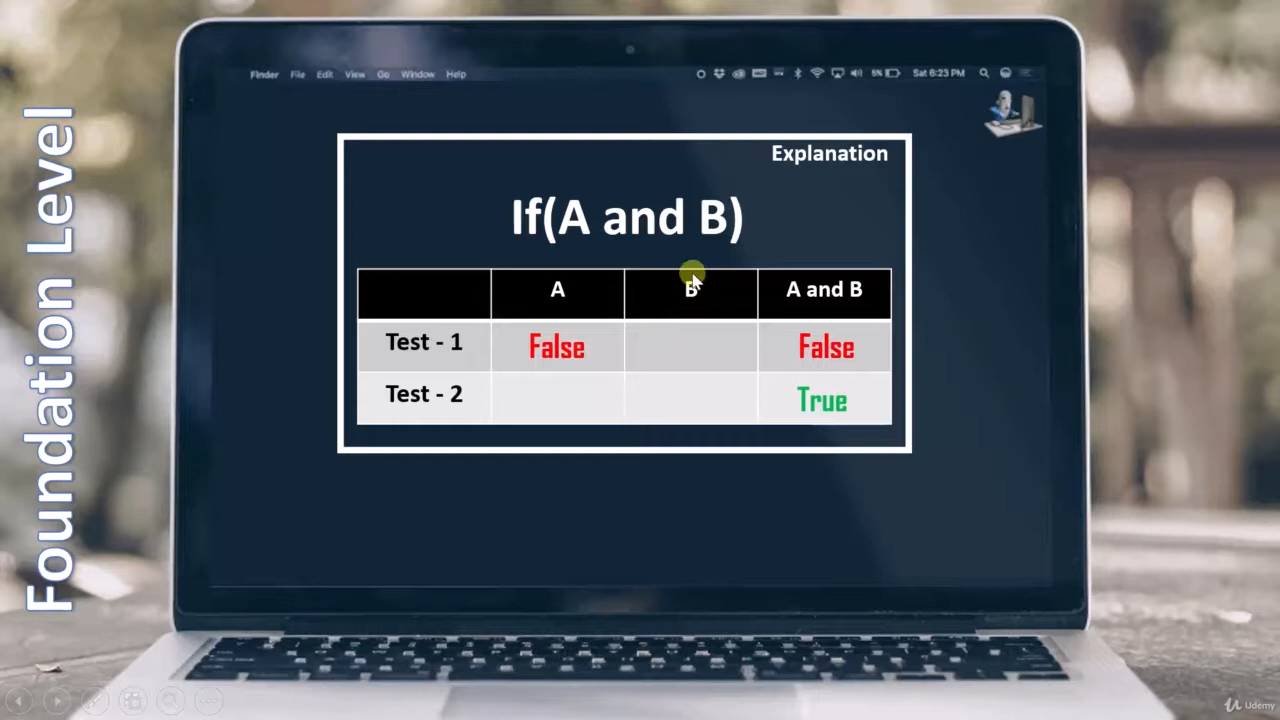 Foundation Level
Finder File Edit View Go Window Help
5% Sat 6:23 PM
Explanation
If(A and B)
A B A and B
Test - 1 False False
Test - 2 True
Udemy